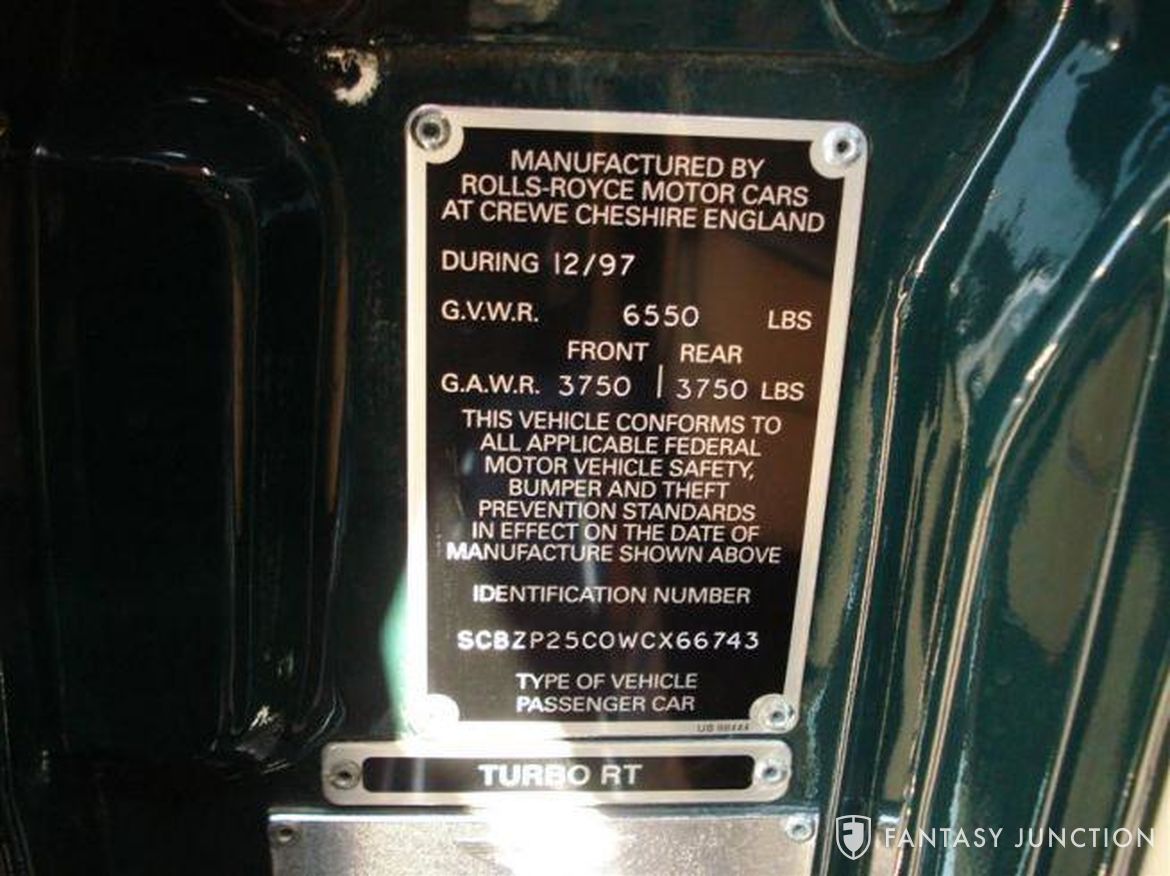 MANUFACTURED BY
ROLLS-ROYCE MOTOR CARS
AT CREWE CHESHIRE ENGLAND
DURING 12/97
G.V.W.R. 6550 LBS
FRONT REAR
G.A.W.R. 3750 | 3750 LBS
THIS VEHICLE CONFORMS TO
ALL APPLICABLE FEDERAL
MOTOR VEHICLE SAFETY,
BUMPER AND THEFT
PREVENTION STANDARDS
IN EFFECT ON THE DATE OF
MANUFACTURE SHOWN ABOVE
IDENTIFICATION NUMBER
SCBZP25C0WCX66743
TYPE OF VEHICLE
PASSENGER CAR
TURBO RT
FANTASY JUNCTION